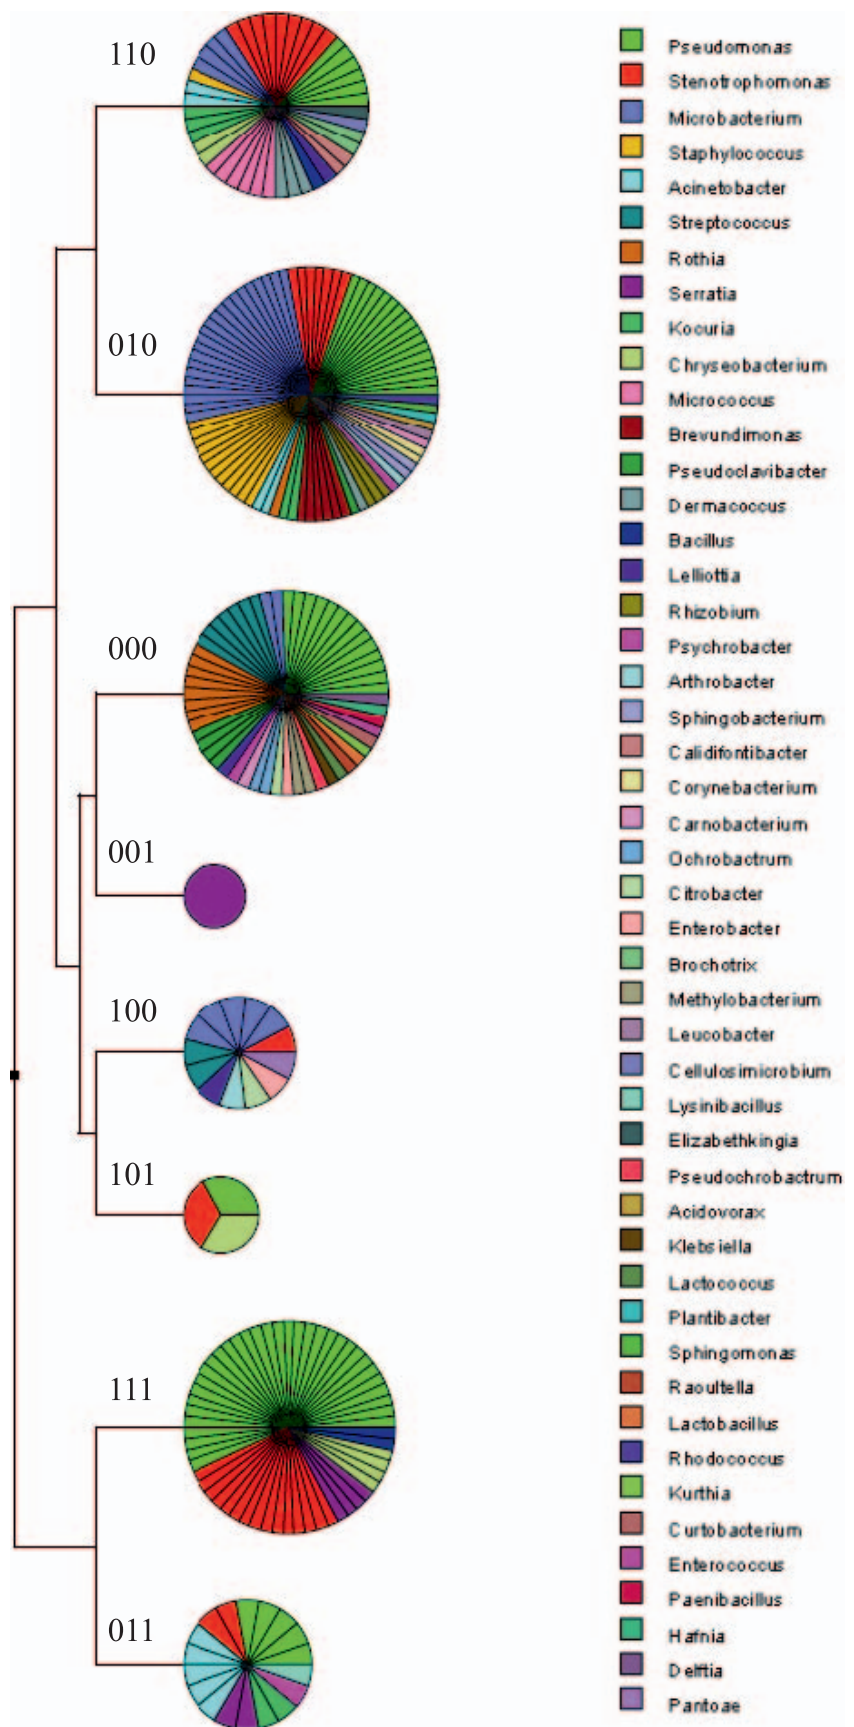 110
010
000
001
100
101
111
011
Pseudomonas
Stenotrophomonas
Microbacterium
Staphylococcus
Acinetobacter
Streptococcus
Rothia
Serratia
Kocuria
Chryseobacterium
Micrococcus
Brevundimonas
Pseudoclavibacter
Dermacoccus
Bacillus
Lelliottia
Rhizobium
Psychrobacter
Arthrobacter
Sphingobacterium
Calidifontibacter
Corynebacterium
Carnobacterium
Ochrobactrum
Citrobacter
Enterobacter
Brochotrix
Methylobacterium
Leucobacter
Cellulosimicrobium
Lysinibacillus
Elizabethkingia
Pseudochrobactrum
Acidovorax
Klebsiella
Lactococcus
Plantibacter
Sphingomonas
Raoultella
Lactobacillus
Rhodococcus
Kurthia
Curtobacterium
Enterococcus
Paenibacillus
Hafnia
Delftia
Pantoae